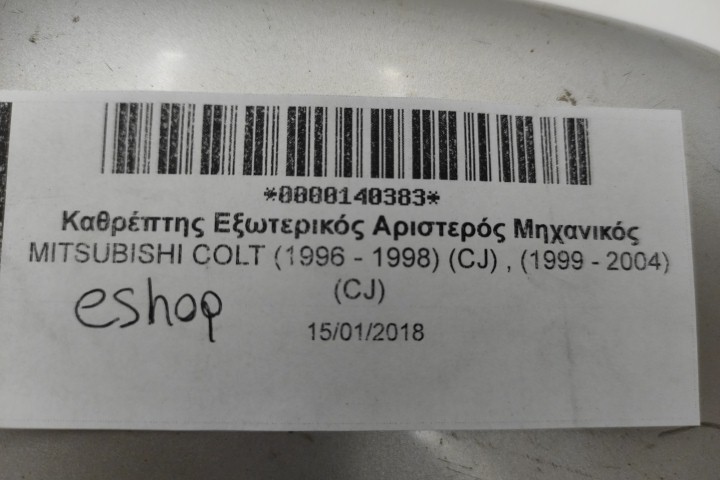 *0000140383*
Καθρέπτης Εξωτερικός Αριστερός Μηχανικός
MITSUBISHI COLT (1996 - 1998) (CJ) , (1999 - 2004)
(CJ)
eshop
15/01/2018